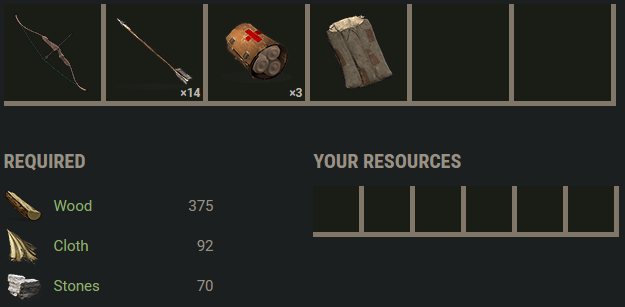 ×14
×3
REQUIRED
YOUR RESOURCES
Wood 375
Cloth 92
Stones 70